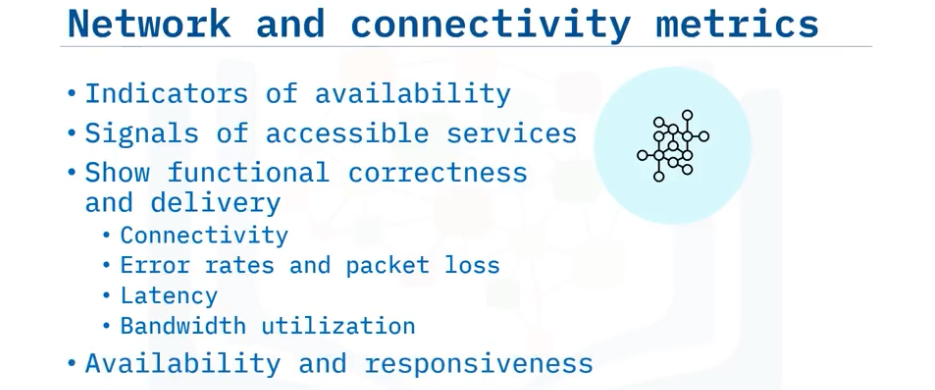 Network and connectivity metrics
• Indicators of availability
• Signals of accessible services
• Show functional correctness
and delivery
• Connectivity
• Error rates and packet loss
• Latency
• Bandwidth utilization
• Availability and responsiveness